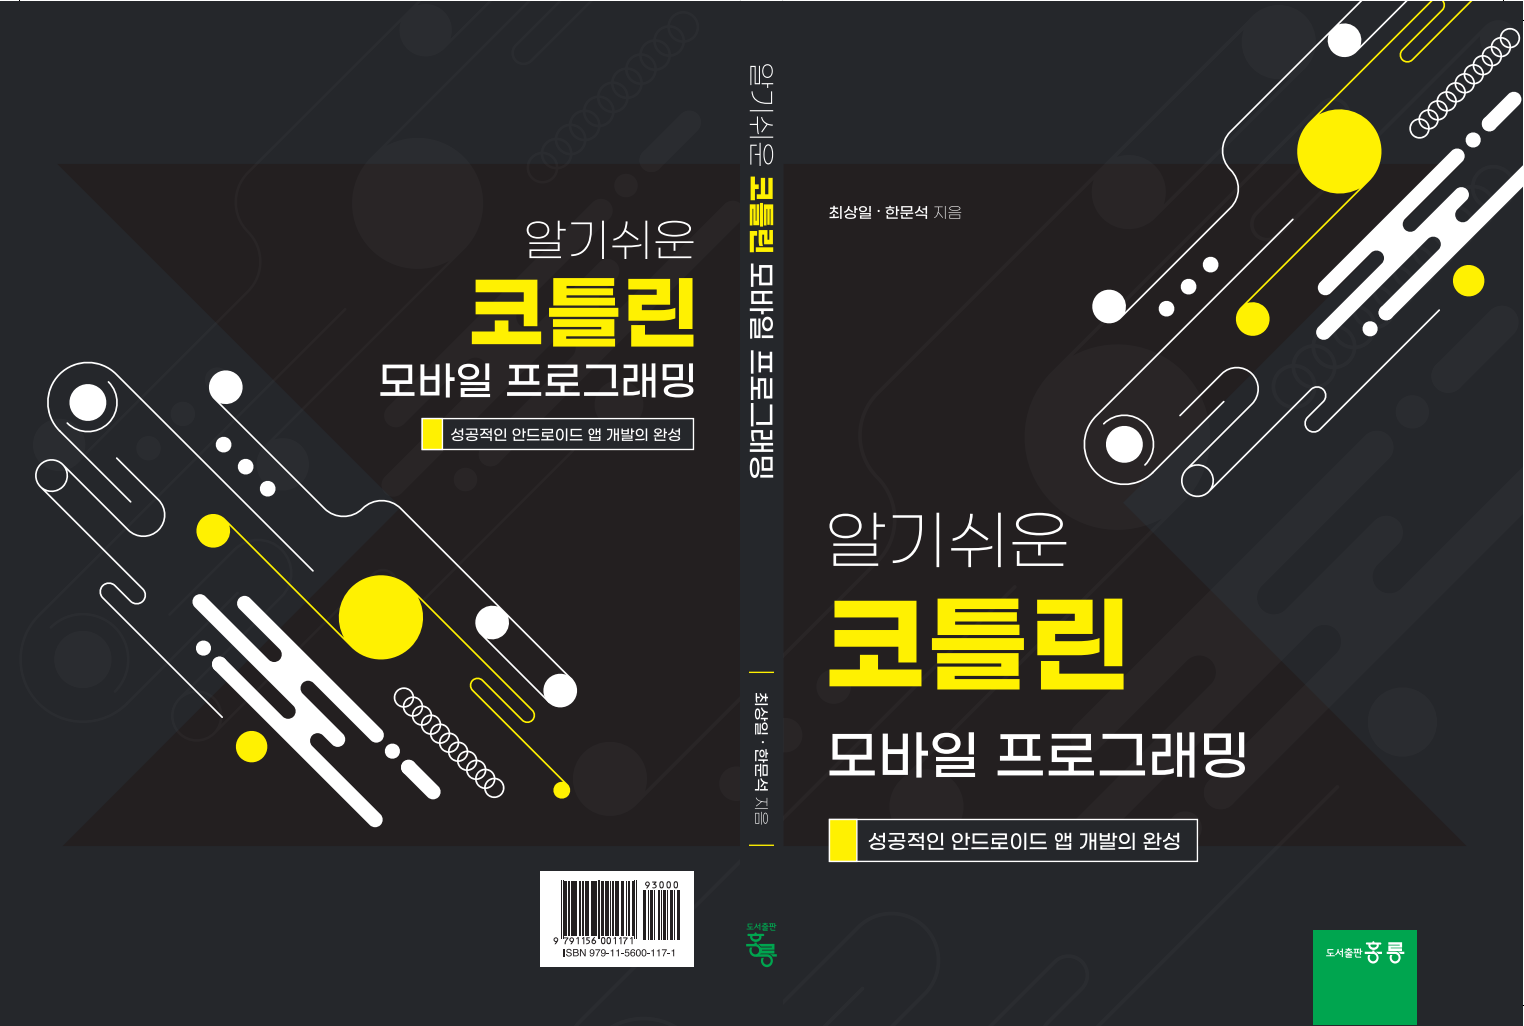 알기쉬운
코틀린
모바일 프로그래밍
성공적인 안드로이드 앱 개발의 완성
93000
9 791156 001171
ISBN 979-11-5600-117-1
알기쉬운 코틀린 모바일 프로그래밍
최상일 · 한문석 지음
도서출판
홍릉
최상일 · 한문석 지음
알기쉬운
코틀린
모바일 프로그래밍
성공적인 안드로이드 앱 개발의 완성
도서출판 홍릉